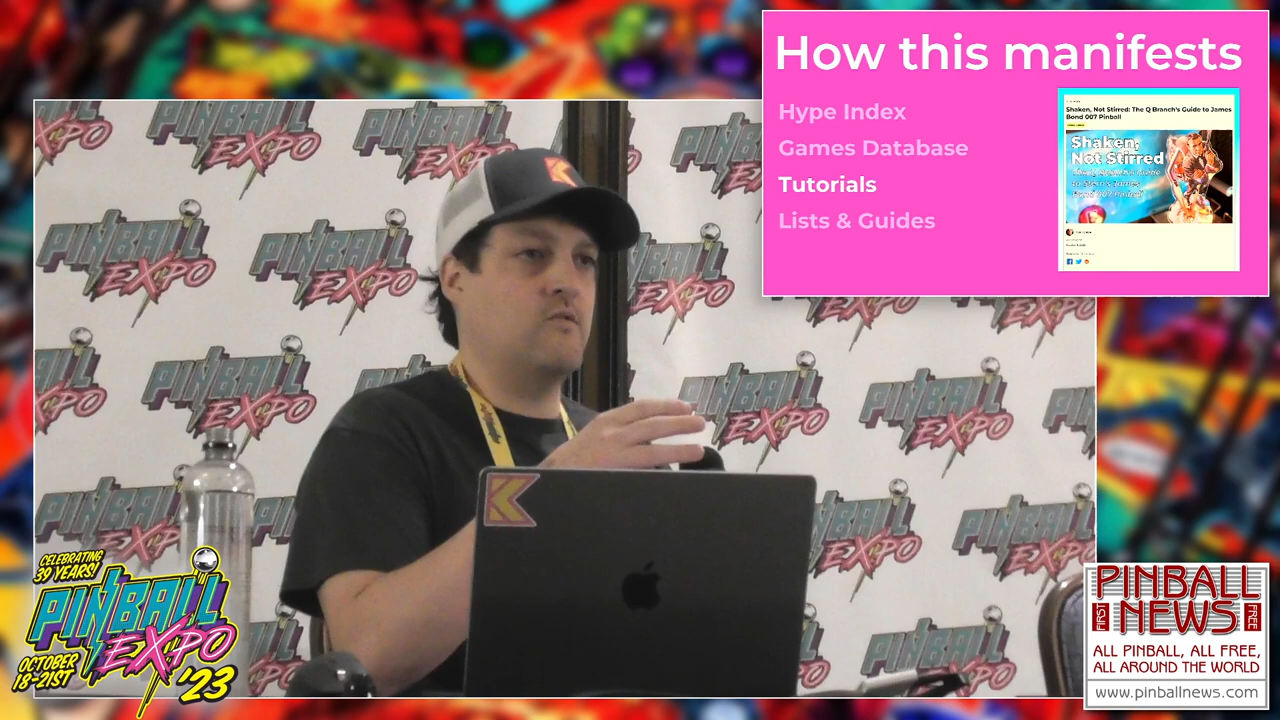 How this manifests
Hype Index
Games Database
Tutorials
Lists & Guides
Shaken, Not Stirred: The Q Branch's Guide to James
Bond 007 Pinball
Shaken,
Not Stirred
PINBALL
EXPO
CELEBRATING
39 YEARS!
PINBALL
EXPO
OCTOBER
18-21ST
'23
PINBALL
FIRST NEWS FREE
ALL PINBALL, ALL FREE,
ALL AROUND THE WORLD
www.pinballnews.com